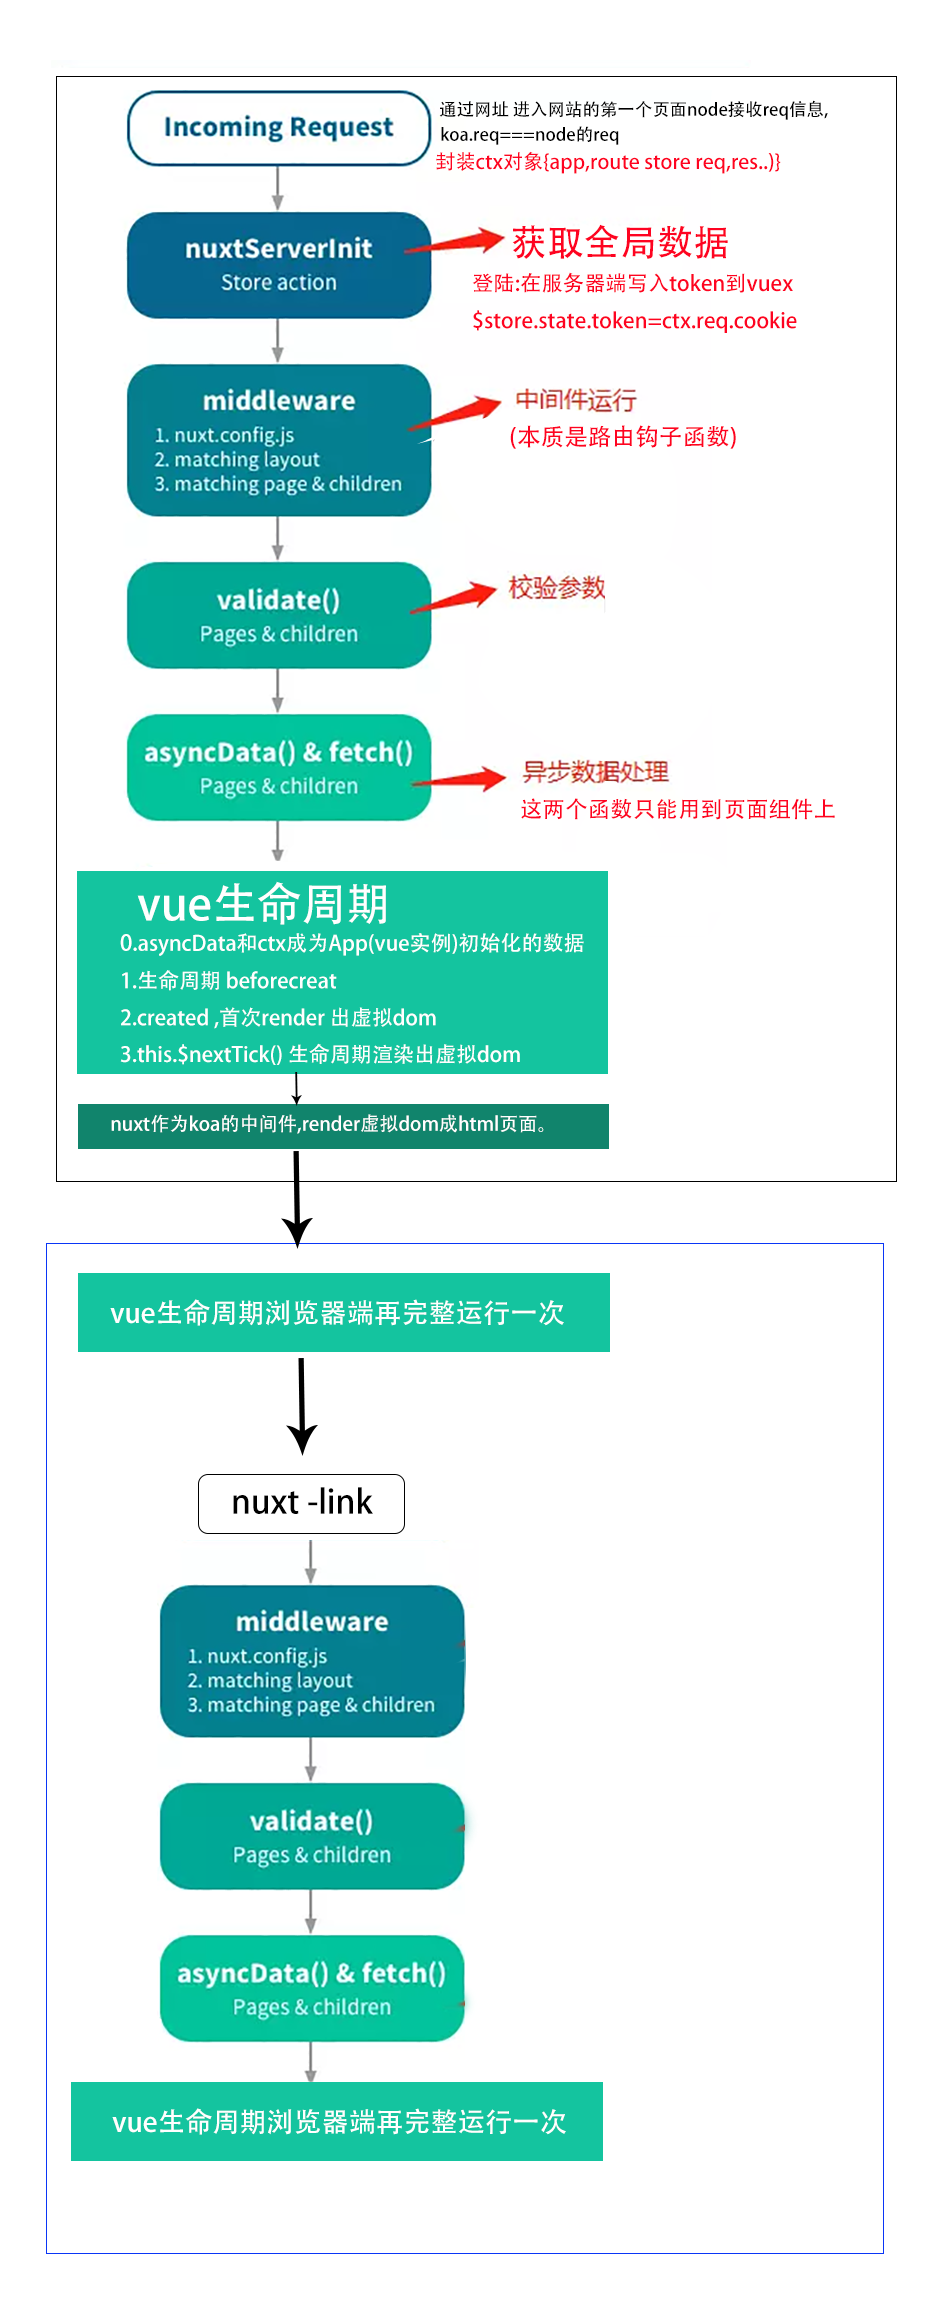 Incoming Request
通过网址 进入网站的第一个页面node接收req信息,
koa.req===node的req
封装ctx对象{app,route store req,res..)}
nuxtServerInit
Store action
获取全局数据
登陆:在服务器端写入token到vuex
$store.state.token=ctx.req.cookie
middleware
1. nuxt.config.js
2. matching layout
3. matching page & children
中间件运行
(本质是路由钩子函数)
validate()
Pages & children
校验参数
asyncData() & fetch()
Pages & children
异步数据处理
这两个函数只能用到页面组件上
vue生命周期
0.asyncData和ctx成为App(vue实例)初始化的数据
1.生命周期 beforecreat
2.created ,首次render 出虚拟dom
3.this.$nextTick() 生命周期渲染出虚拟dom
nuxt作为koa的中间件,render虚拟dom成html页面。
vue生命周期浏览器端再完整运行一次
nuxt -link
middleware
1. nuxt.config.js
2. matching layout
3. matching page & children
validate()
Pages & children
asyncData() & fetch()
Pages & children
vue生命周期浏览器端再完整运行一次